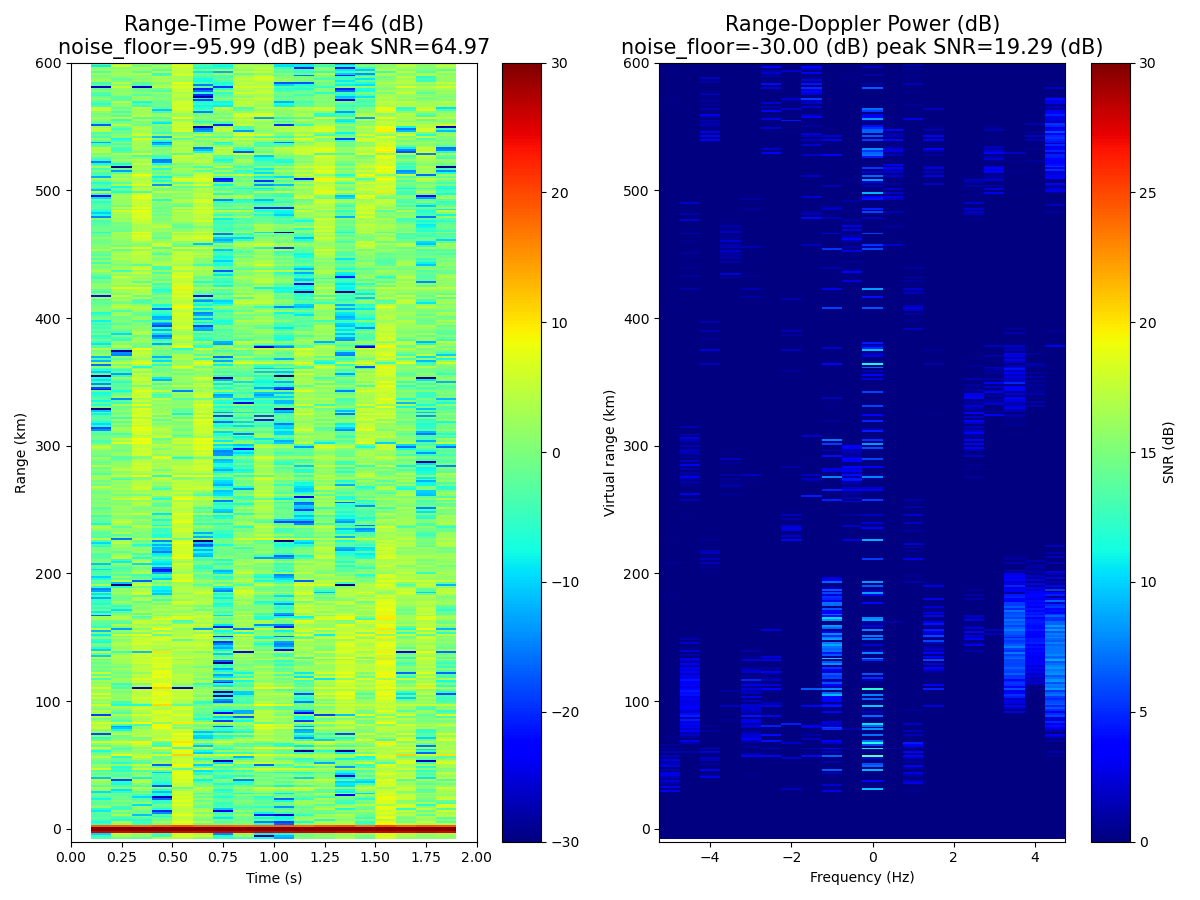 Range-Time Power f=46 (dB)
noise_floor=-95.99 (dB) peak SNR=64.97
Range (km)
600
500
400
300
200
100
0
0.00 0.25 0.50 0.75 1.00 1.25 1.50 1.75 2.00
Time (s)
30
20
10
0
−10
−20
−30
Range-Doppler Power (dB)
noise_floor=-30.00 (dB) peak SNR=19.29 (dB)
Virtual range (km)
600
500
400
300
200
100
0
−4 −2 0 2 4
Frequency (Hz)
30
25
20
15
10
5
0
SNR (dB)